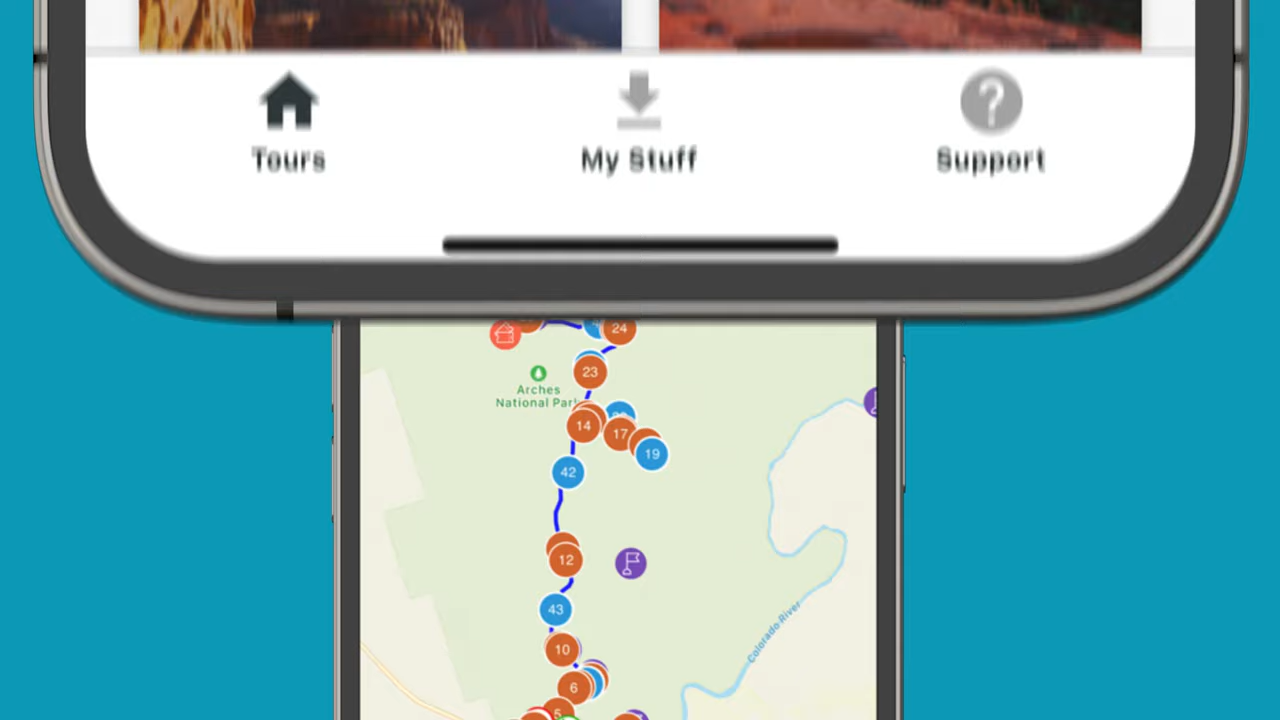 Tours
My Stuff
Support
24
23
Arches
National Park
14
17
19
42
12
43
10
Colorado River
6
5